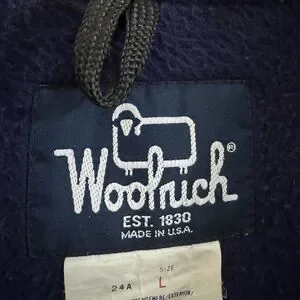 Woolrich®
EST. 1830
MADE IN U.S.A.
SIZE
24A L